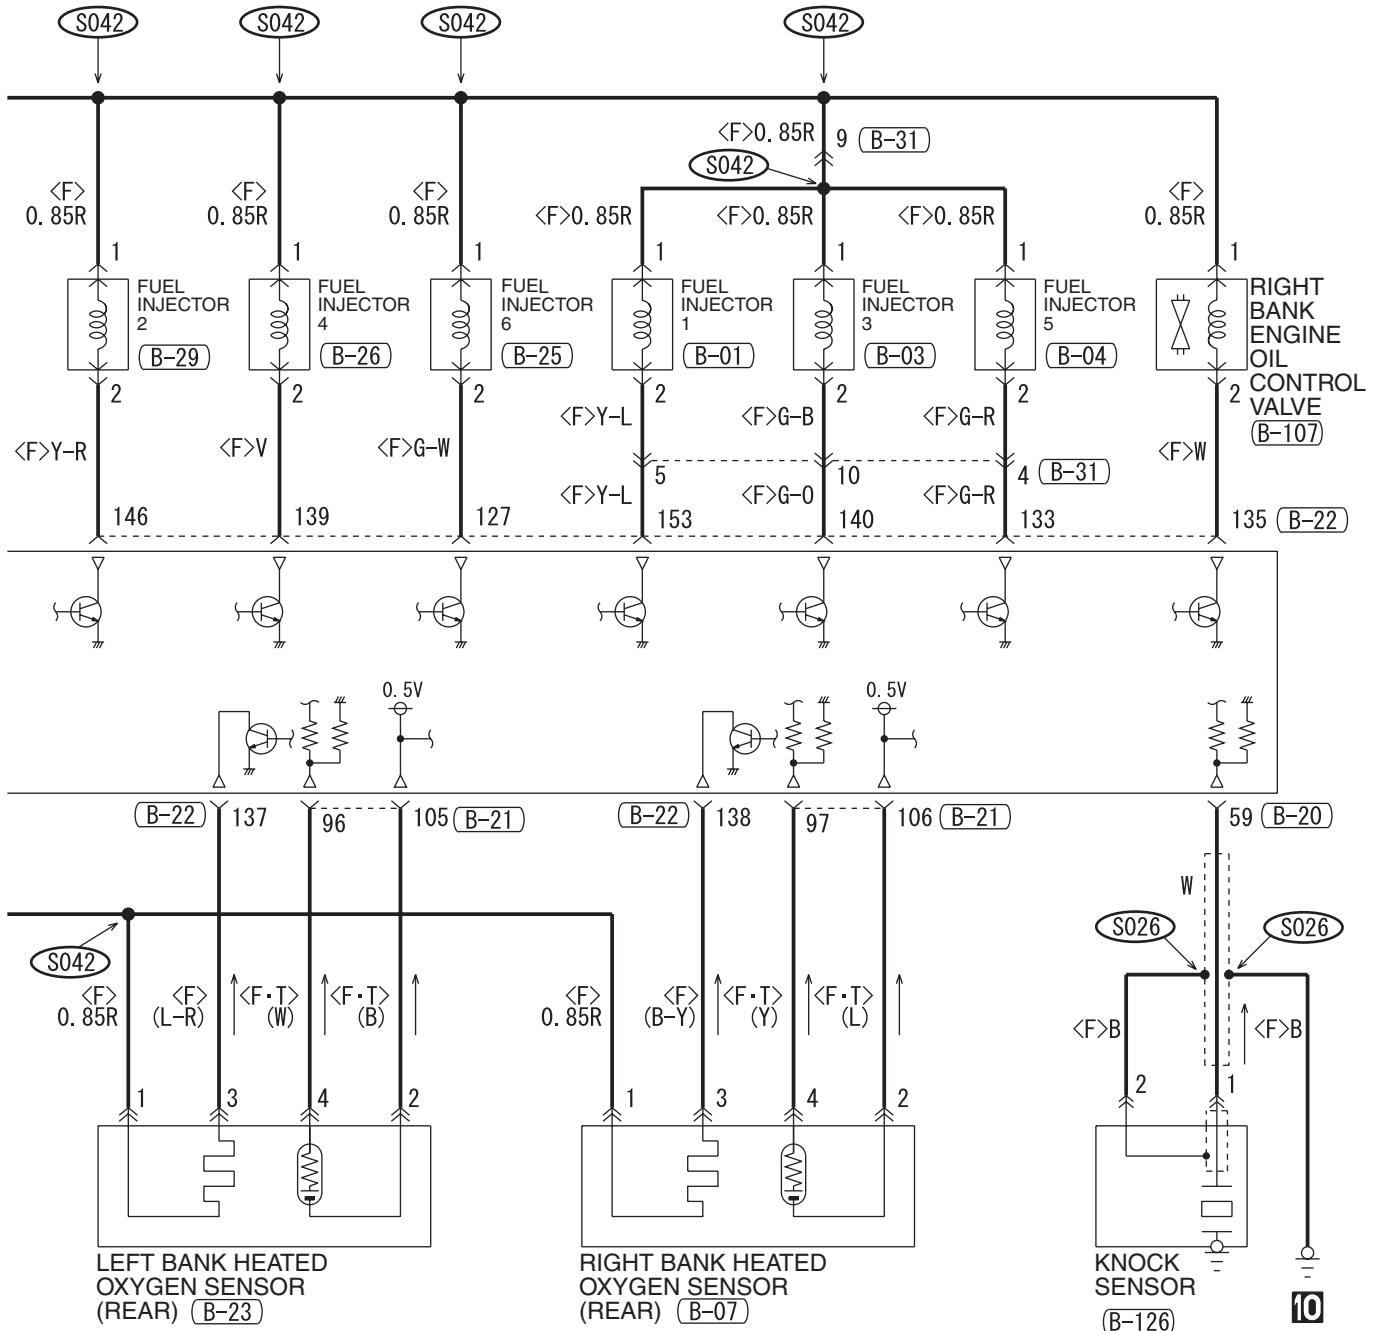 S042 S042 S042 S042
<F>0.85R 9 B-31
S042
<F> <F> <F> <F>
0.85R 0.85R 0.85R <F>0.85R <F>0.85R <F>0.85R 0.85R
1 1 1 1 1 1 1
FUEL
INJECTOR
2
B-29
FUEL
INJECTOR
4
B-26
FUEL
INJECTOR
6
B-25
FUEL
INJECTOR
1
B-01
FUEL
INJECTOR
3
B-03
FUEL
INJECTOR
5
B-04
RIGHT
BANK
ENGINE
OIL
CONTROL
VALVE
B-107
2 2 2 2 2 2 2
<F>Y-L <F>G-B <F>G-R
<F>Y-R <F>V <F>G-W <F>W
5 10 4 B-31
<F>Y-L <F>G-O <F>G-R
146 139 127 153 140 133 135 B-22
0.5V 0.5V
B-22 137 96 105 B-21 B-22 138 97 106 B-21 59 B-20
W
S042 S026 S026
<F> <F> <F·T> <F·T> <F> <F> <F·T> <F·T>
0.85R (L-R) (W) (B) 0.85R (B-Y) (Y) (L)
<F>B <F>B
1 3 4 2 1 3 4 2 2 1
LEFT BANK HEATED
OXYGEN SENSOR
(REAR) B-23
RIGHT BANK HEATED
OXYGEN SENSOR
(REAR) B-07
KNOCK
SENSOR
B-126
10